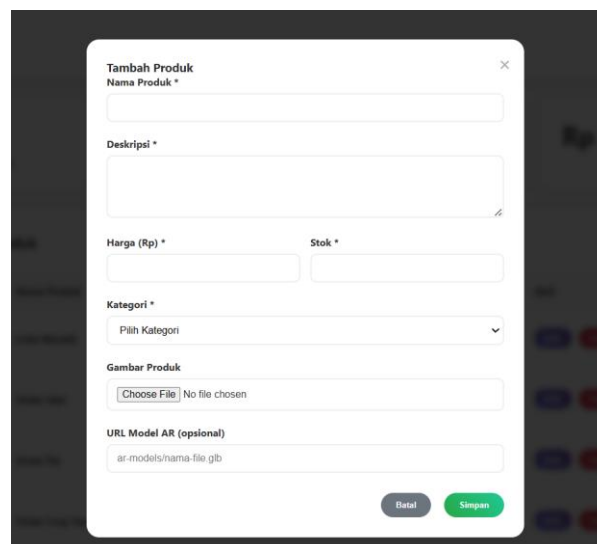 Tambah Produk
×
Nama Produk *
Deskripsi *
Harga (Rp) * Stok *
Kategori *
Pilih Kategori
Gambar Produk
Choose File No file chosen
URL Model AR (opsional)
ar-models/nama-file.glb
Batal Simpan
Rp